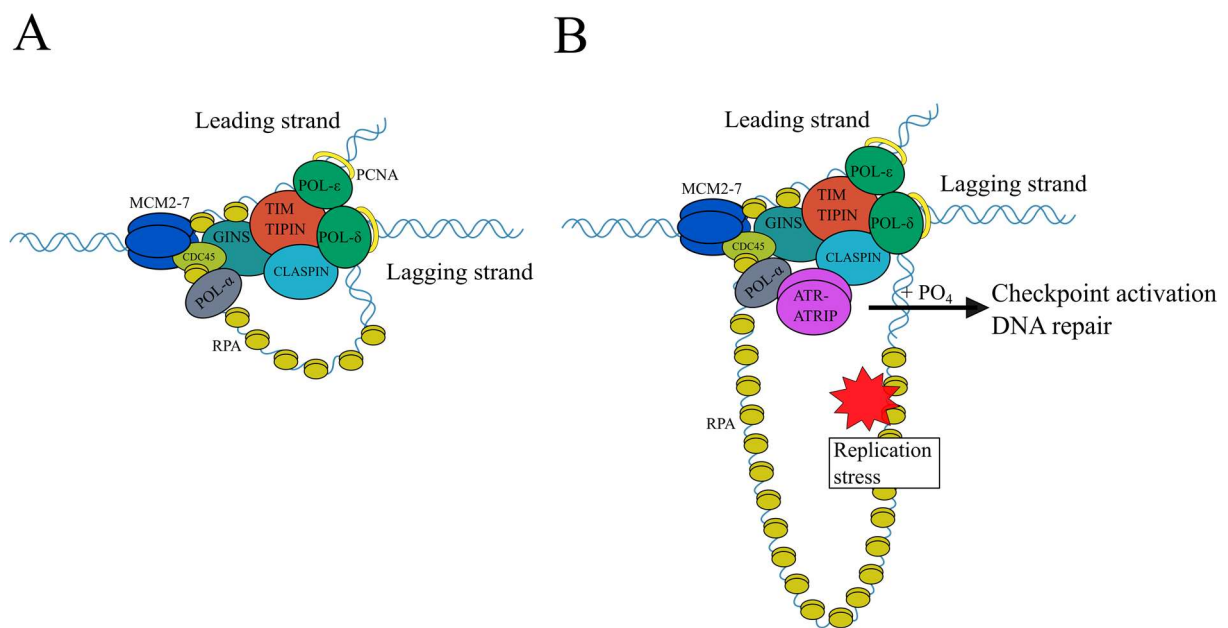 A
Leading strand
PCNA
POL-ε
MCM2-7
TIM
TIPIN
GINS
POL-δ
CDC45
CLASPIN
Lagging strand
POL-α
RPA
B
Leading strand
POL-ε
MCM2-7
Lagging strand
TIM
TIPIN
GINS
POL-δ
CDC45
CLASPIN
POL-α
ATR-
ATRIP
+ PO₄
Checkpoint activation
DNA repair
RPA
Replication
stress